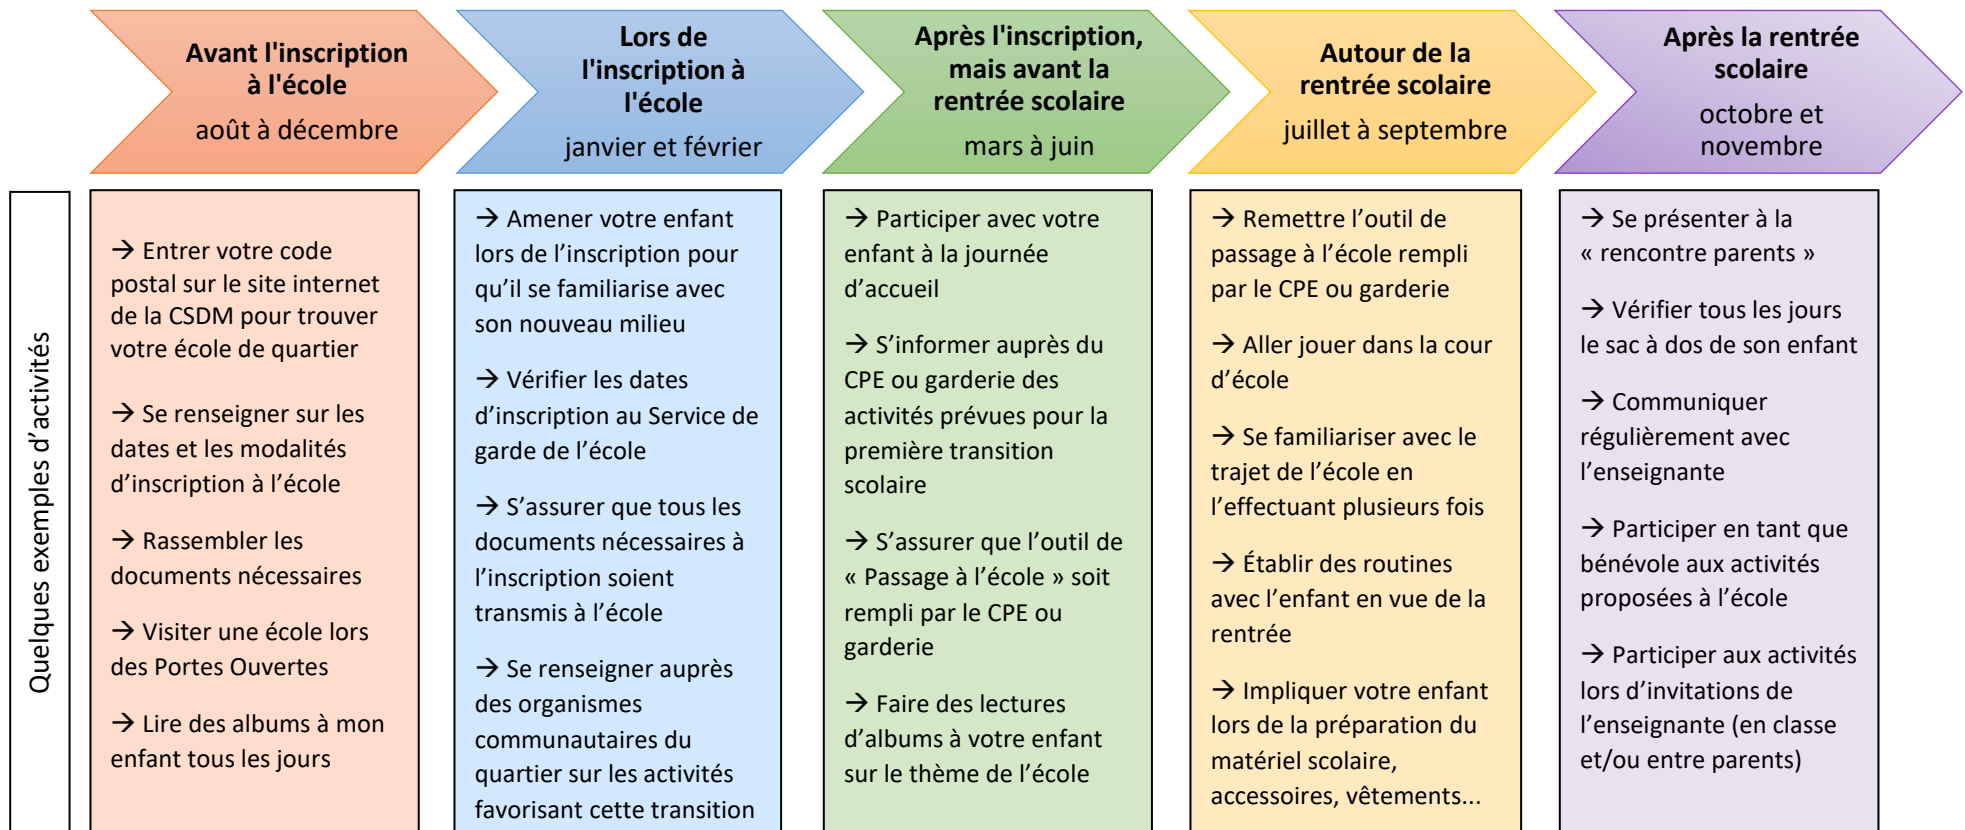 Avant l'inscription
à l'école
août à décembre
Lors de
l'inscription à
l'école
janvier et février
Après l'inscription,
mais avant la
rentrée scolaire
mars à juin
Autour de la
rentrée scolaire
juillet à septembre
Après la rentrée
scolaire
octobre et
novembre
Quelques exemples d’activités
→ Entrer votre code
postal sur le site internet
de la CSDM pour trouver
votre école de quartier
→ Se renseigner sur les
dates et les modalités
d’inscription à l’école
→ Rassembler les
documents nécessaires
→ Visiter une école lors
des Portes Ouvertes
→ Lire des albums à mon
enfant tous les jours
→ Amener votre enfant
lors de l’inscription pour
qu’il se familiarise avec
son nouveau milieu
→ Vérifier les dates
d’inscription au Service de
garde de l’école
→ S’assurer que tous les
documents nécessaires à
l’inscription soient
transmis à l’école
→ Se renseigner auprès
des organismes
communautaires du
quartier sur les activités
favorisant cette transition
→ Participer avec votre
enfant à la journée
d’accueil
→ S’informer auprès du
CPE ou garderie des
activités prévues pour la
première transition
scolaire
→ S’assurer que l’outil de
« Passage à l’école » soit
rempli par le CPE ou
garderie
→ Faire des lectures
d’albums à votre enfant
sur le thème de l’école
→ Remettre l’outil de
passage à l’école rempli
par le CPE ou garderie
→ Aller jouer dans la cour
d’école
→ Se familiariser avec le
trajet de l’école en
l’effectuant plusieurs fois
→ Établir des routines
avec l’enfant en vue de la
rentrée
→ Impliquer votre enfant
lors de la préparation du
matériel scolaire,
accessoires, vêtements...
→ Se présenter à la
« rencontre parents »
→ Vérifier tous les jours
le sac à dos de son enfant
→ Communiquer
régulièrement avec
l’enseignante
→ Participer en tant que
bénévole aux activités
proposées à l’école
→ Participer aux activités
lors d’invitations de
l’enseignante (en classe
et/ou entre parents)